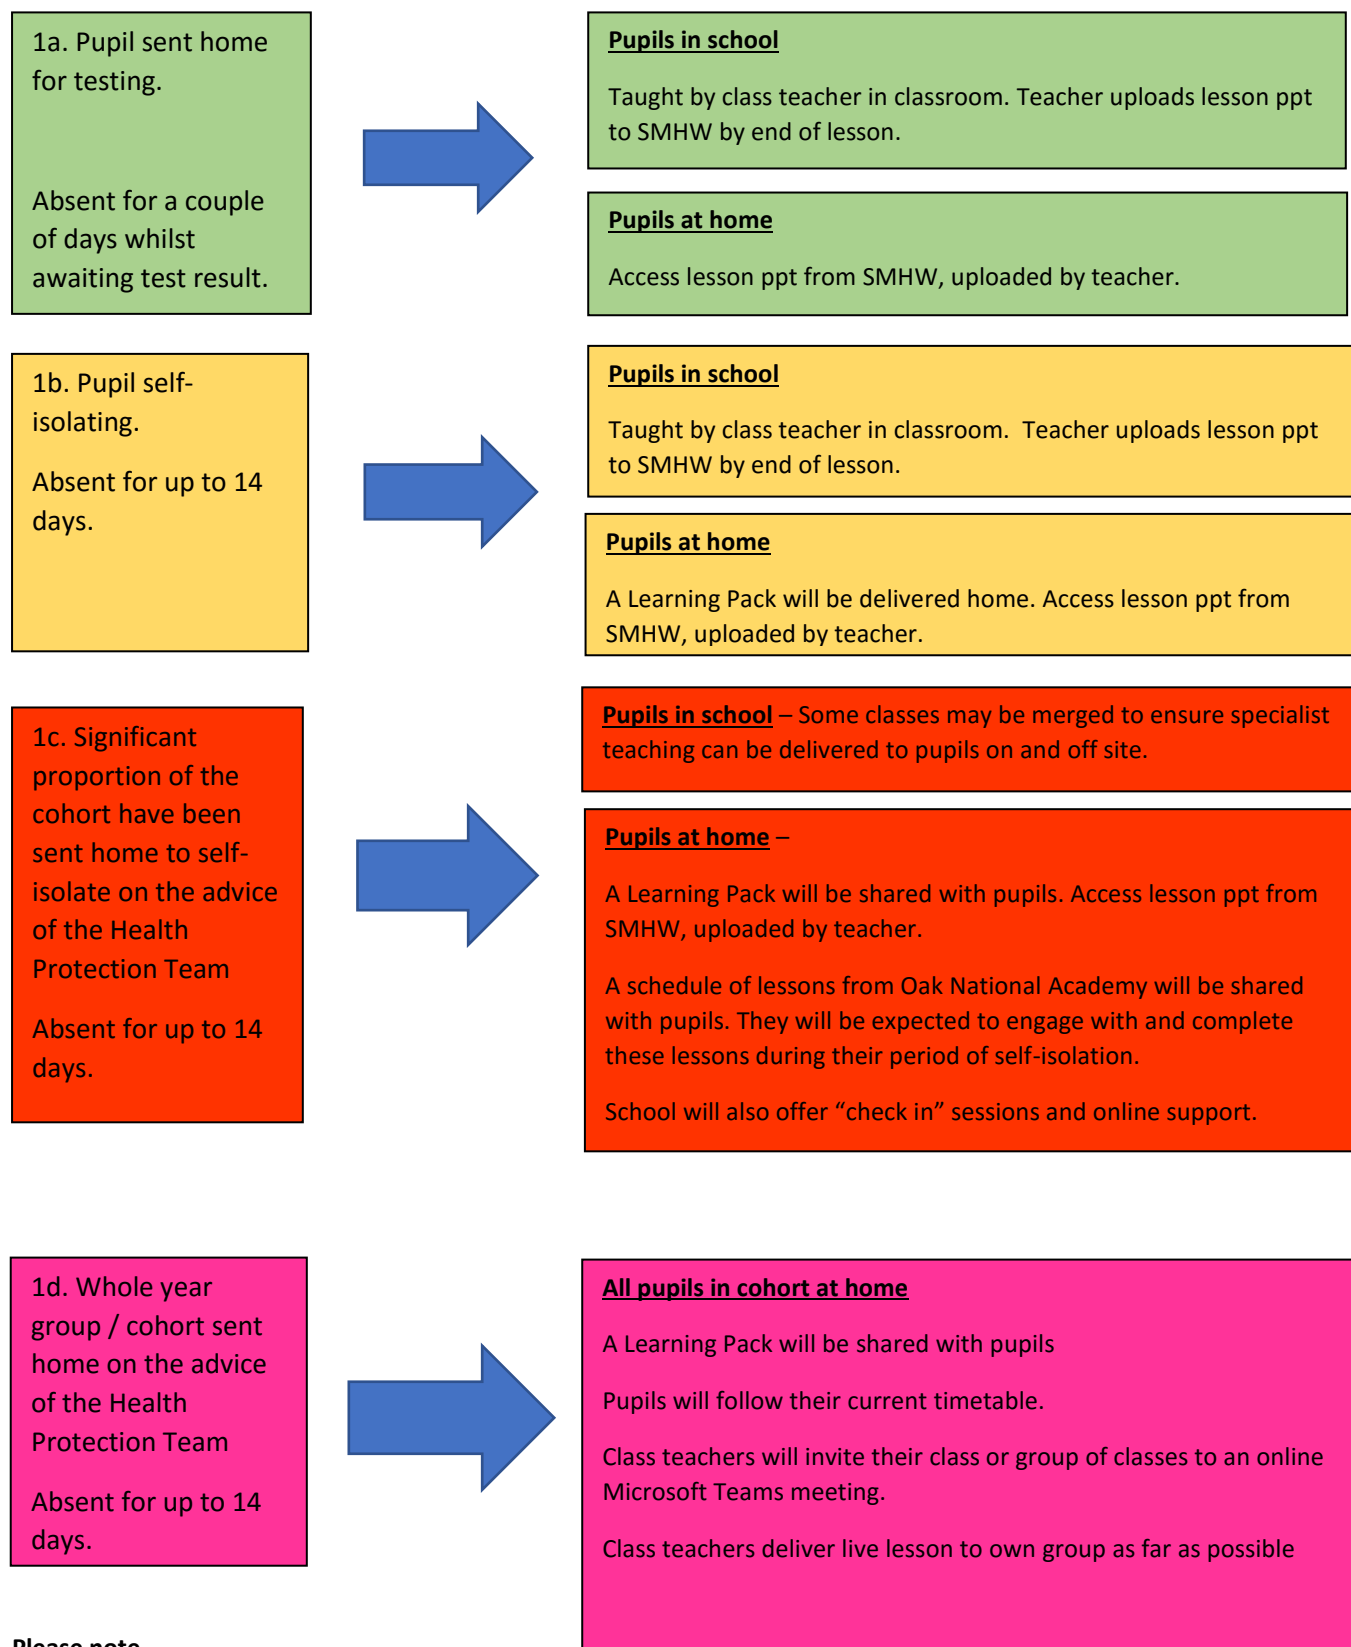 1a. Pupil sent home
for testing.
Absent for a couple
of days whilst
awaiting test result.
Pupils in school
Taught by class teacher in classroom. Teacher uploads lesson ppt
to SMHW by end of lesson.
Pupils at home
Access lesson ppt from SMHW, uploaded by teacher.
1b. Pupil self-
isolating.
Absent for up to 14
days.
Pupils in school
Taught by class teacher in classroom.  Teacher uploads lesson ppt
to SMHW by end of lesson.
Pupils at home
A Learning Pack will be delivered home. Access lesson ppt from
SMHW, uploaded by teacher.
1c. Significant
proportion of the
cohort have been
sent home to self-
isolate on the advice
of the Health
Protection Team
Absent for up to 14
days.
Pupils in school – Some classes may be merged to ensure specialist
teaching can be delivered to pupils on and off site.
Pupils at home –
A Learning Pack will be shared with pupils. Access lesson ppt from
SMHW, uploaded by teacher.
A schedule of lessons from Oak National Academy will be shared
with pupils. They will be expected to engage with and complete
these lessons during their period of self-isolation.
School will also offer “check in” sessions and online support.
1d. Whole year
group / cohort sent
home on the advice
of the Health
Protection Team
Absent for up to 14
days.
All pupils in cohort at home
A Learning Pack will be shared with pupils
Pupils will follow their current timetable.
Class teachers will invite their class or group of classes to an online
Microsoft Teams meeting.
Class teachers deliver live lesson to own group as far as possible
Please note